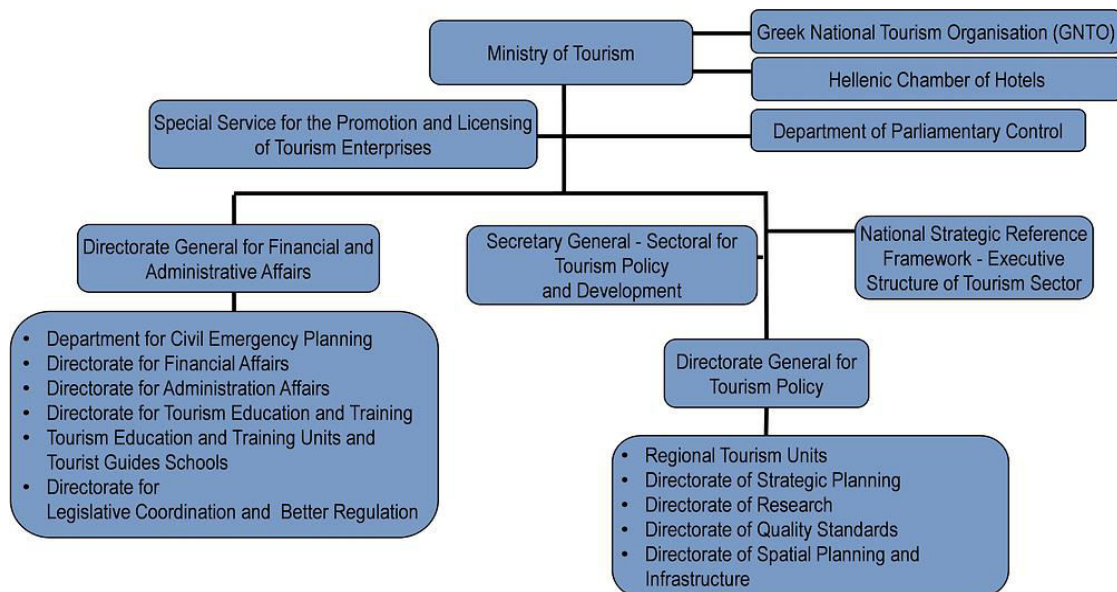 Ministry of Tourism
Greek National Tourism Organisation (GNTO)
Hellenic Chamber of Hotels
Special Service for the Promotion and Licensing
of Tourism Enterprises
Department of Parliamentary Control
Directorate General for Financial and
Administrative Affairs
Secretary General - Sectoral for
Tourism Policy
and Development
National Strategic Reference
Framework - Executive
Structure of Tourism Sector
• Department for Civil Emergency Planning
• Directorate for Financial Affairs
• Directorate for Administration Affairs
• Directorate for Tourism Education and Training
• Tourism Education and Training Units and
Tourist Guides Schools
• Directorate for
Legislative Coordination and Better Regulation
Directorate General for
Tourism Policy
• Regional Tourism Units
• Directorate of Strategic Planning
• Directorate of Research
• Directorate of Quality Standards
• Directorate of Spatial Planning and
Infrastructure